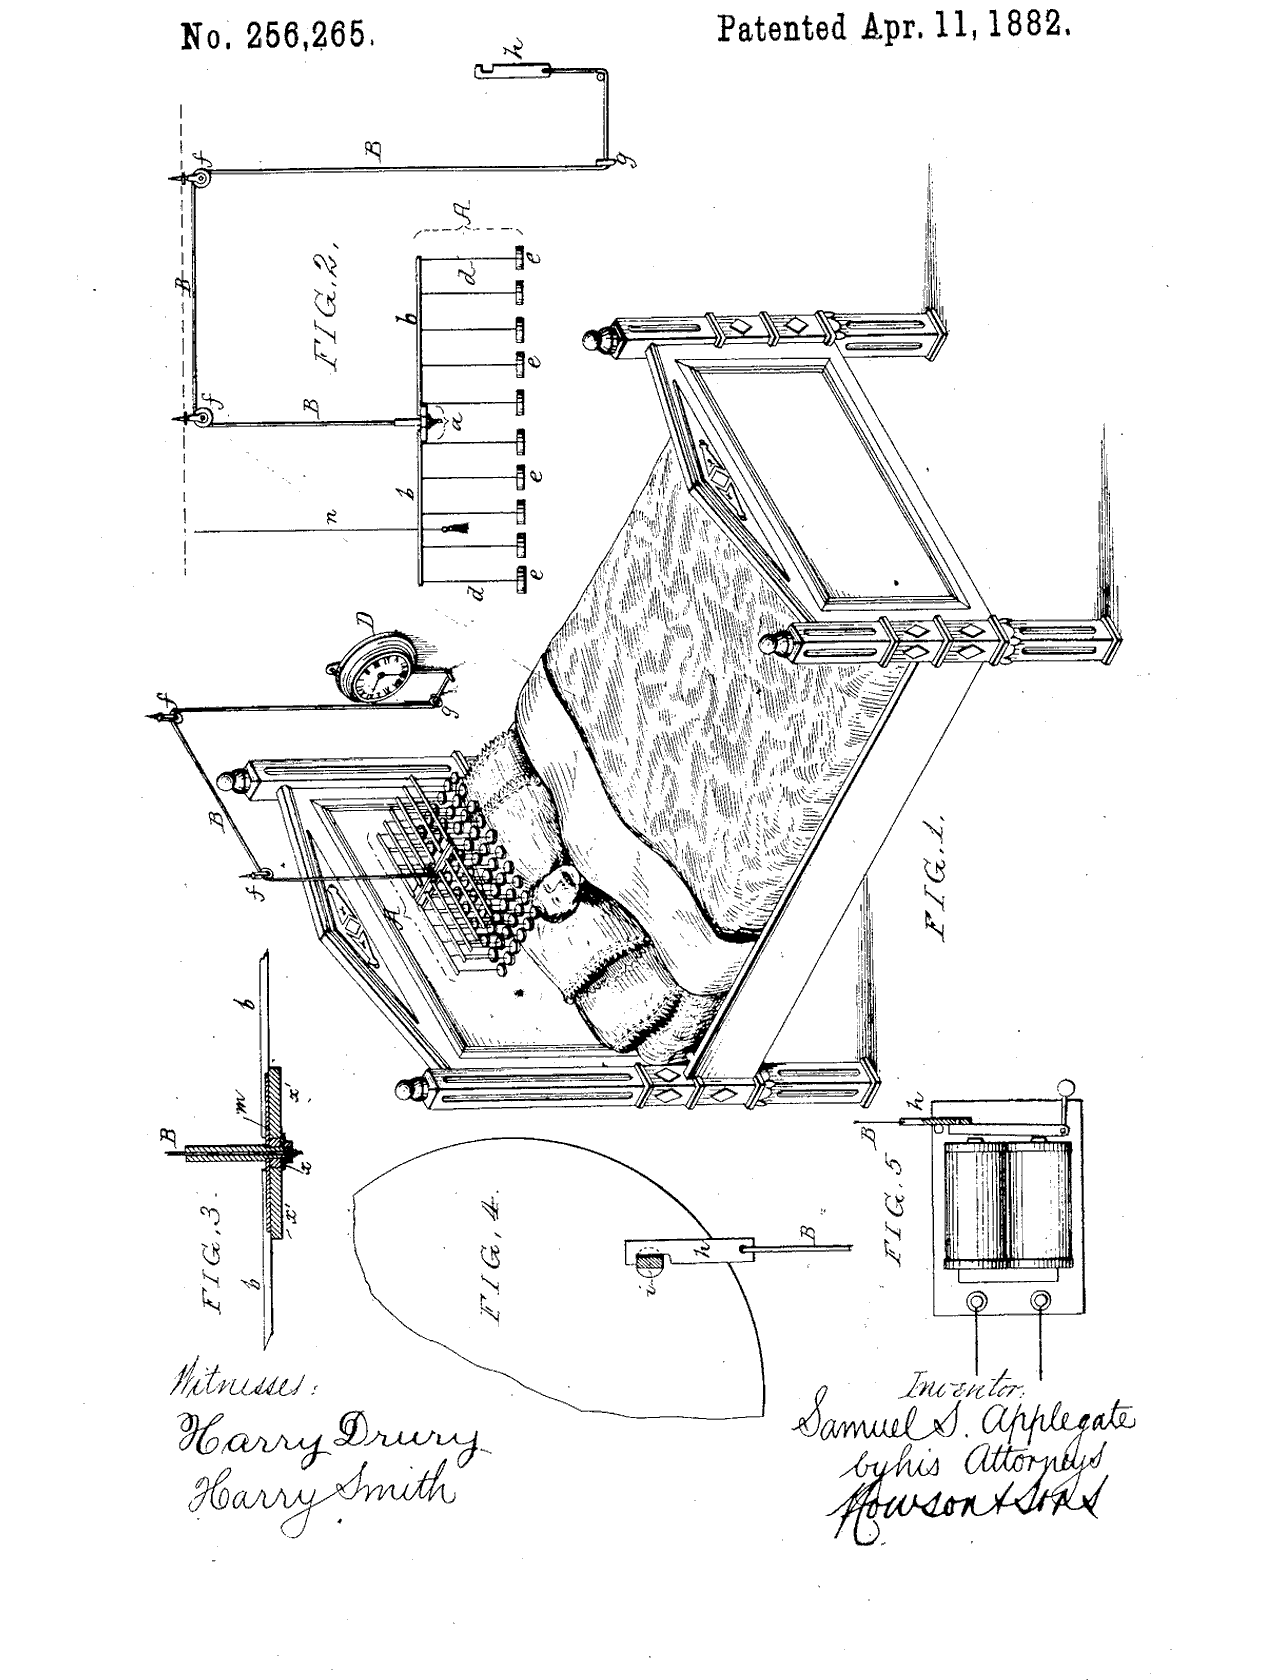 No. 256,265.
Patented Apr. 11, 1882.
h
f
B
g
B
FIG. 2.
A
d
e
b
e
f
B
a
b
e
n
d
e
D
f
g
B
f
A
FIG. 1.
b
m
x'
B
x
x'
b
FIG. 3.
FIG. 4.
h
B
i
h
B
FIG. 5
Witnesses:
Harry Drury
Harry Smith
Inventor:
Samuel S. Applegate
by his Attorneys
Howson & Sons